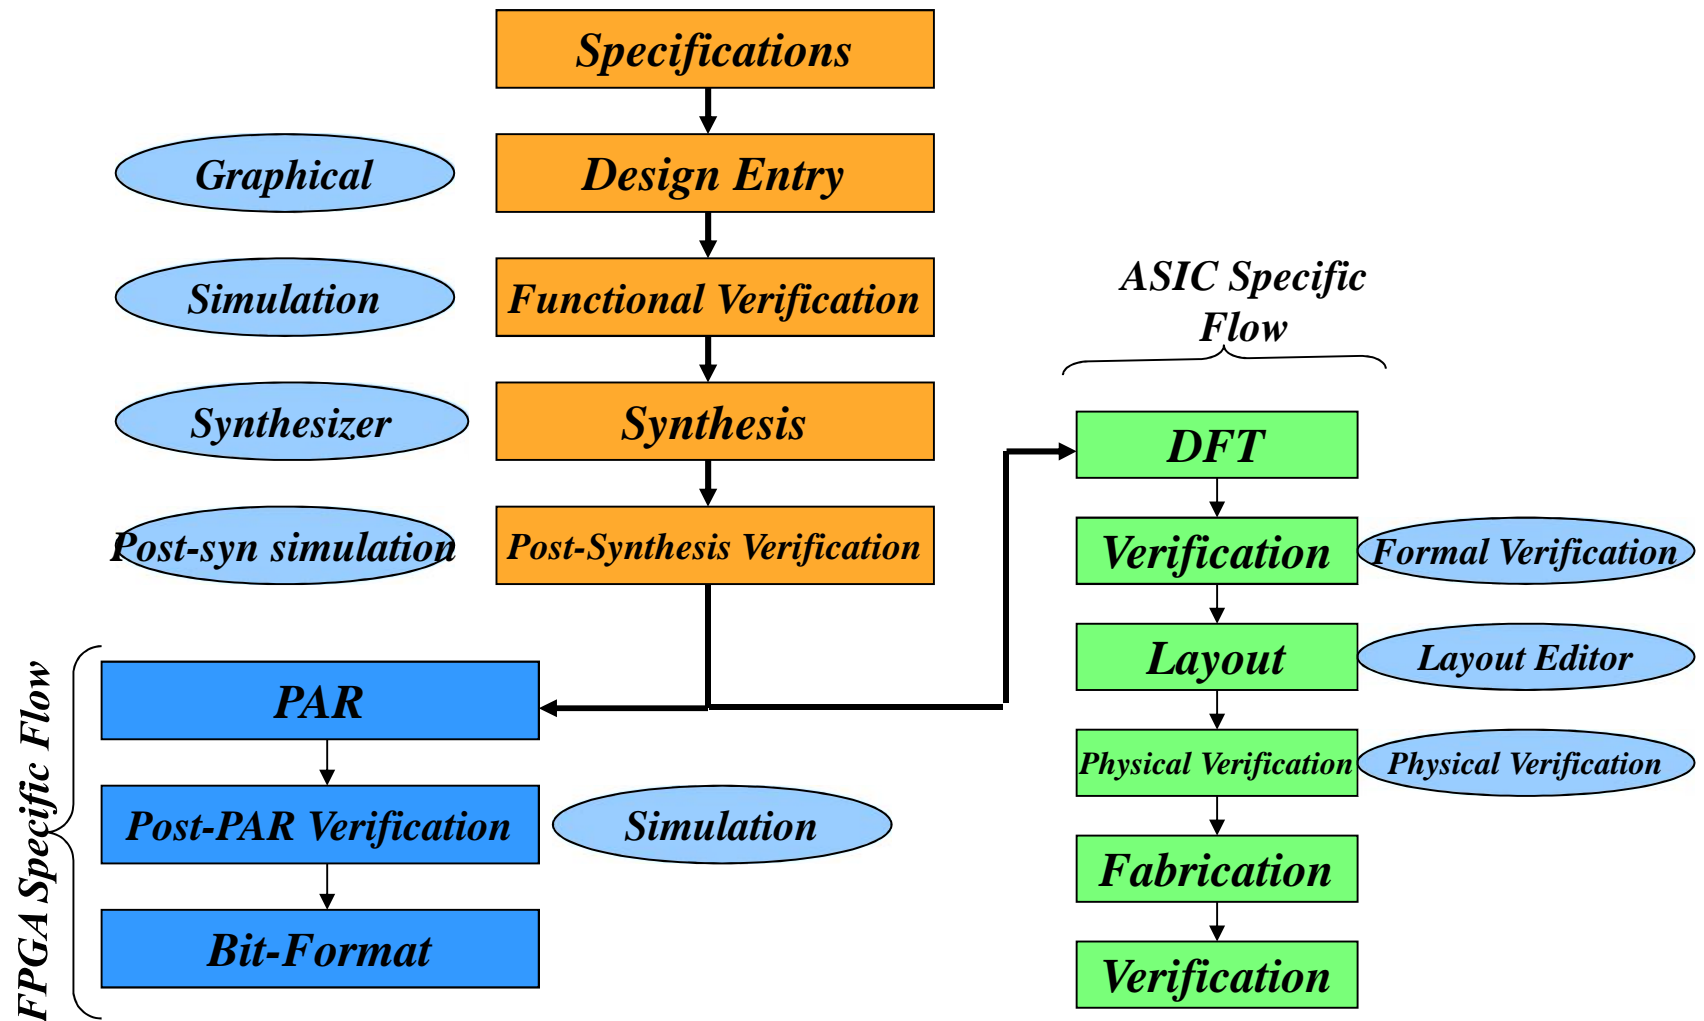 Specifications
Graphical
Design Entry
Simulation
Functional Verification
ASIC Specific
Flow
Synthesizer
Synthesis
DFT
Post-syn simulation
Post-Synthesis Verification
Verification
Formal Verification
Layout
Layout Editor
FPGA Specific Flow
PAR
Physical Verification
Physical Verification
Post-PAR Verification
Simulation
Fabrication
Bit-Format
Verification